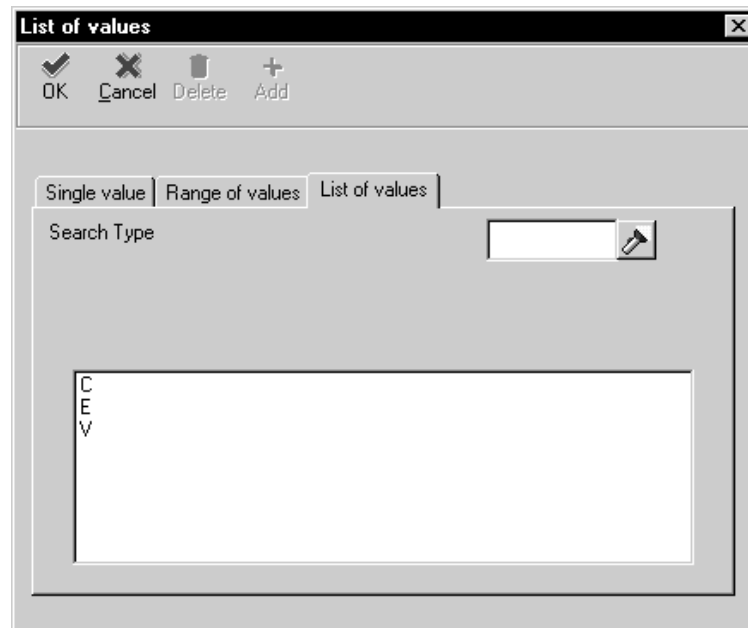 List of values
OK Cancel Delete Add
Single value Range of values List of values
Search Type
C
E
V